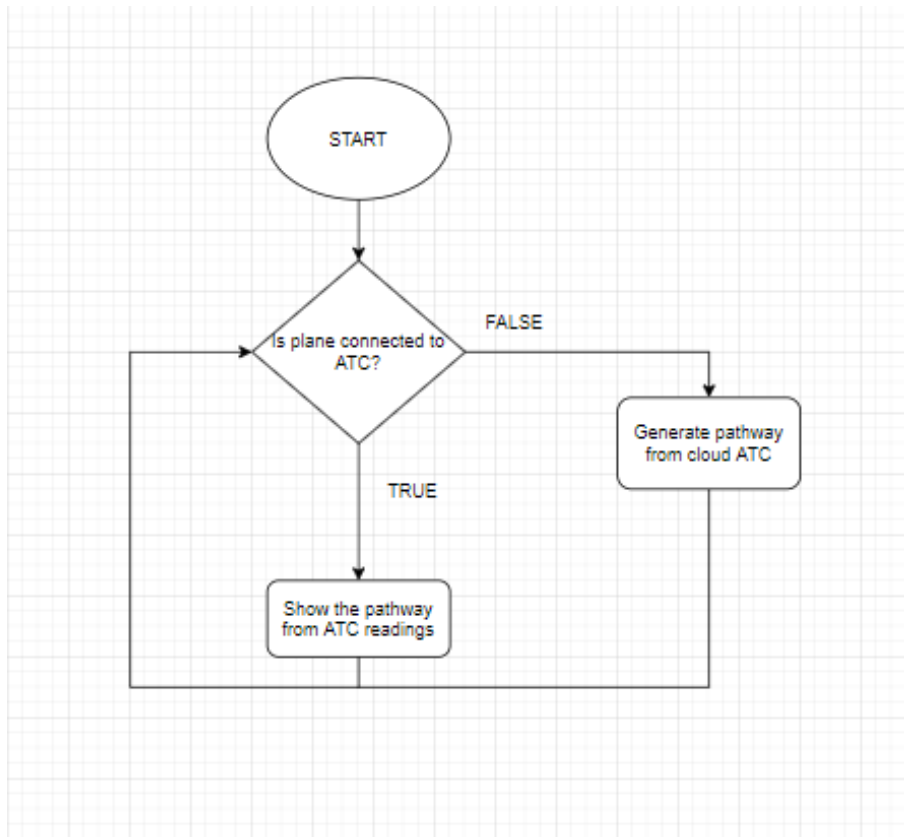 START
Is plane connected to
ATC?
FALSE
Generate pathway
from cloud ATC
TRUE
Show the pathway
from ATC readings